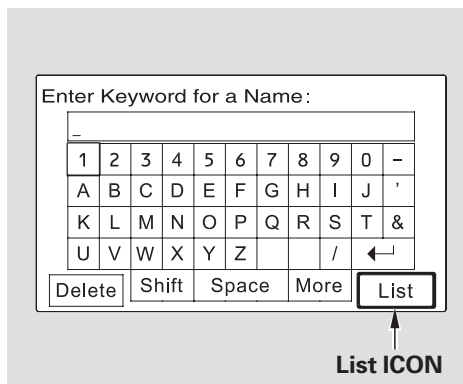 Enter Keyword for a Name:
_
1 2 3 4 5 6 7 8 9 0 –
A B C D E F G H I J '
K L M N O P Q R S T &
U V W X Y Z /
Delete Shift Space More List
List ICON